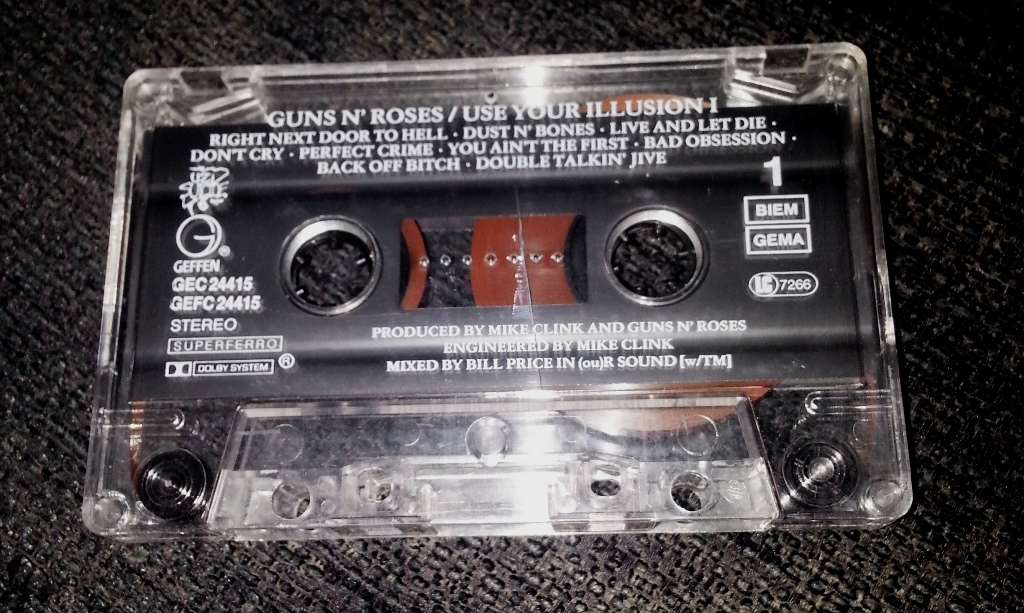 GUNS N' ROSES / USE YOUR ILLUSION I
RIGHT NEXT DOOR TO HELL · DUST N' BONES · LIVE AND LET DIE ·
DON'T CRY · PERFECT CRIME · YOU AIN'T THE FIRST · BAD OBSESSION ·
BACK OFF BITCH · DOUBLE TALKIN' JIVE
1
BIEM
GEMA
LC 7266
G®
GEFFEN
GEC 24415
GEFC 24415
STEREO
SUPERFERRO
DOLBY SYSTEM ®
PRODUCED BY MIKE CLINK AND GUNS N' ROSES
ENGINEERED BY MIKE CLINK
MIXED BY BILL PRICE IN (ou)R SOUND [w/TM]